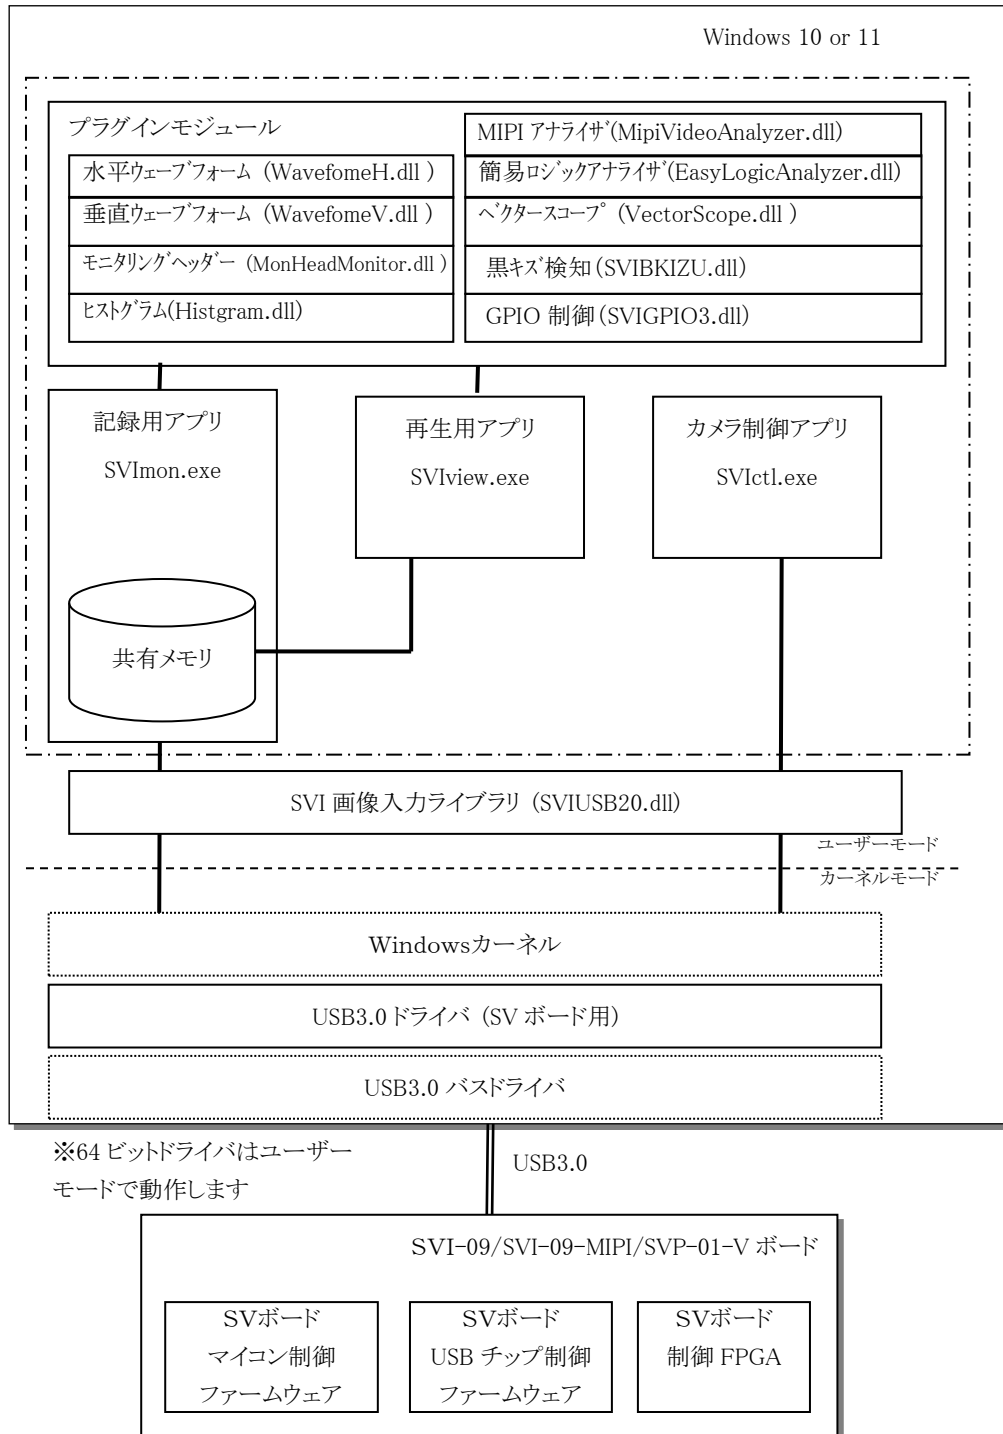 Windows 10 or 11
プラグインモジュール
水平ウェーブフォーム (WavefomeH.dll )
垂直ウェーブフォーム (WavefomeV.dll )
モニタリングヘッダー (MonHeadMonitor.dll )
ヒストグラム(Histgram.dll)
MIPI アナライザ(MipiVideoAnalyzer.dll)
簡易ロジックアナライザ(EasyLogicAnalyzer.dll)
ベクタースコープ (VectorScope.dll )
黒キズ検知(SVIBKIZU.dll)
GPIO 制御(SVIGPIO3.dll)
記録用アプリ
SVImon.exe
再生用アプリ
SVIview.exe
カメラ制御アプリ
SVIctl.exe
共有メモリ
SVI 画像入力ライブラリ (SVIUSB20.dll)
ユーザーモード
カーネルモード
Windowsカーネル
USB3.0 ドライバ (SV ボード用)
USB3.0 バスドライバ
※64 ビットドライバはユーザー
モードで動作します
USB3.0
SVI-09/SVI-09-MIPI/SVP-01-V ボード
SVボード
マイコン制御
ファームウェア
SVボード
USB チップ制御
ファームウェア
SVボード
制御 FPGA